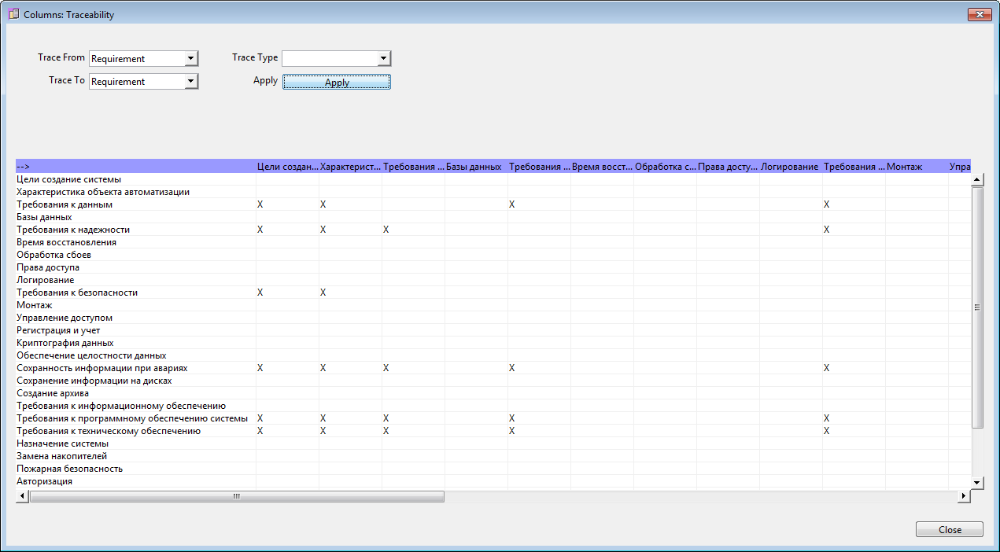 Columns: Traceability
Trace From Requirement Trace Type
Trace To Requirement Apply Apply
--> Цели создан... Характерист... Требования ... Базы данных Требования ... Время восст... Обработка с... Права досту... Логирование Требования ... Монтаж Упра
Цели создание системы
Характеристика объекта автоматизации
Требования к данным X X X X
Базы данных
Требования к надежности X X X X
Время восстановления
Обработка сбоев
Права доступа
Логирование
Требования к безопасности X X
Монтаж
Управление доступом
Регистрация и учет
Криптография данных
Обеспечение целостности данных
Сохранность информации при авариях X X X X X
Сохранение информации на дисках
Создание архива
Требования к информационному обеспечению
Требования к программному обеспечению системы X X X X X
Требования к техническому обеспечению X X X X X
Назначение системы
Замена накопителей
Пожарная безопасность
Авторизация
Close